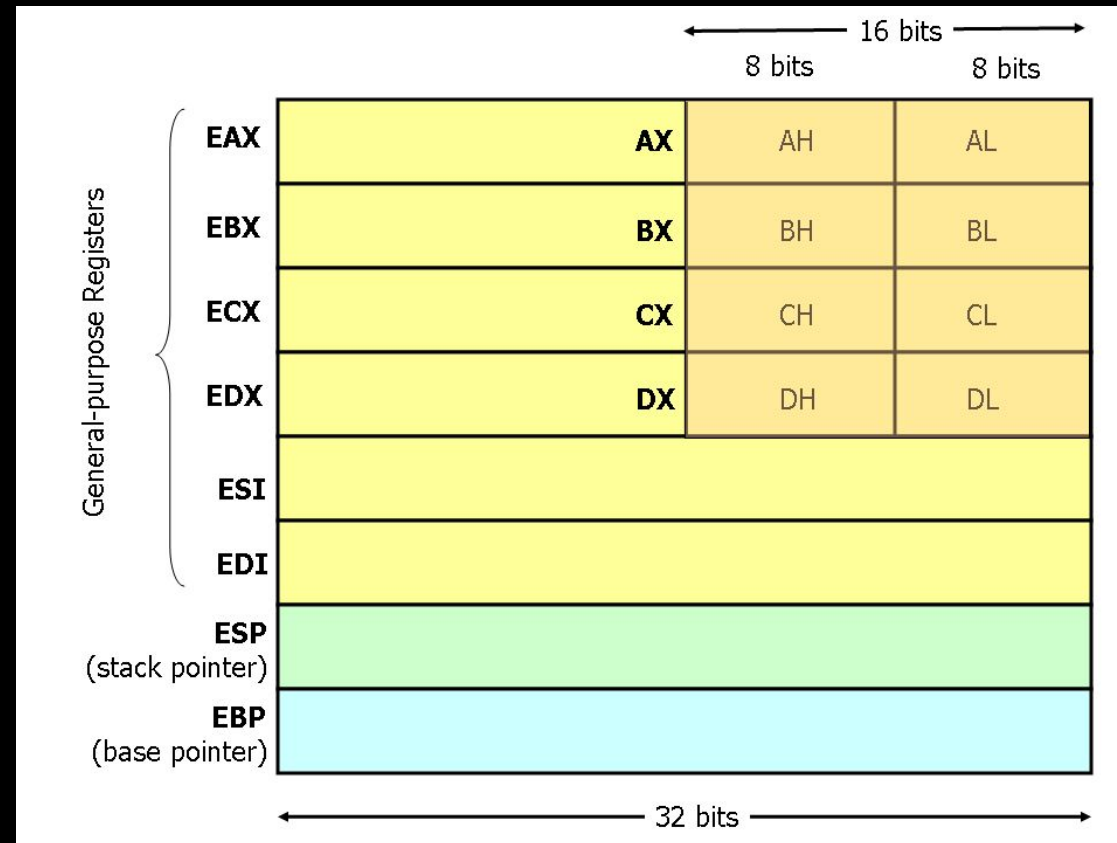 16 bits
8 bits 8 bits
General-purpose Registers
EAX AX AH AL
EBX BX BH BL
ECX CX CH CL
EDX DX DH DL
ESI
EDI
ESP
(stack pointer)
EBP
(base pointer)
32 bits